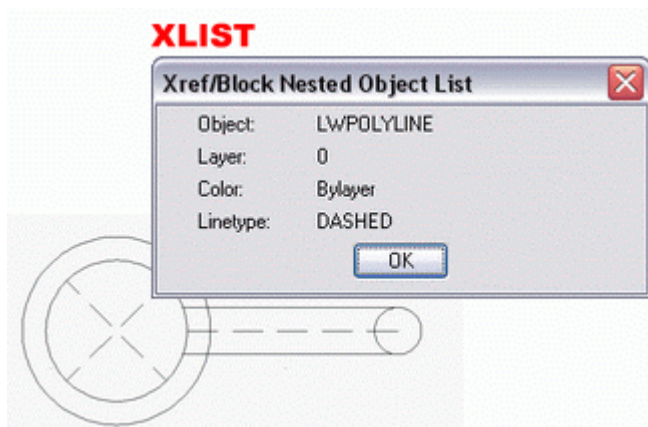 XLIST
Xref/Block Nested Object List
Object: LWPOLYLINE
Layer: 0
Color: Bylayer
Linetype: DASHED
OK